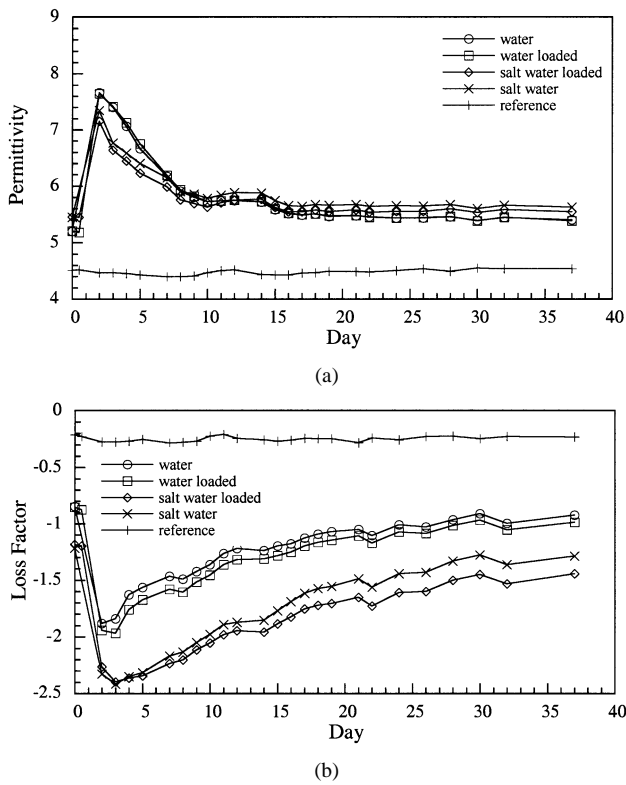 9
8
7
6
5
4
Permittivity
water
water loaded
salt water loaded
salt water
reference
0 5 10 15 20 25 30 35 40
Day
(a)
0
-0.5
-1
-1.5
-2
-2.5
Loss Factor
water
water loaded
salt water loaded
salt water
reference
0 5 10 15 20 25 30 35 40
Day
(b)